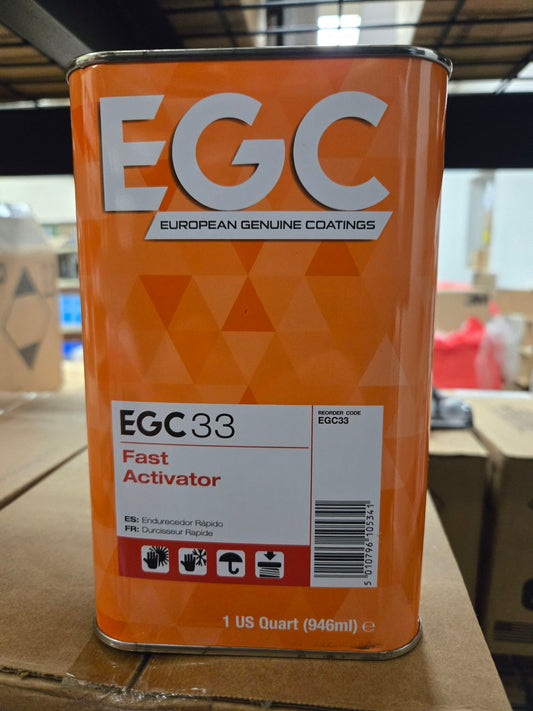 EGC
EUROPEAN GENUINE COATINGS
EGC33
Fast
Activator
ES: Endurecedor Rápido
FR: Durcisseur Rapide
REORDER CODE
EGC33
5 010796 105341
1 US Quart (946ml) ℮